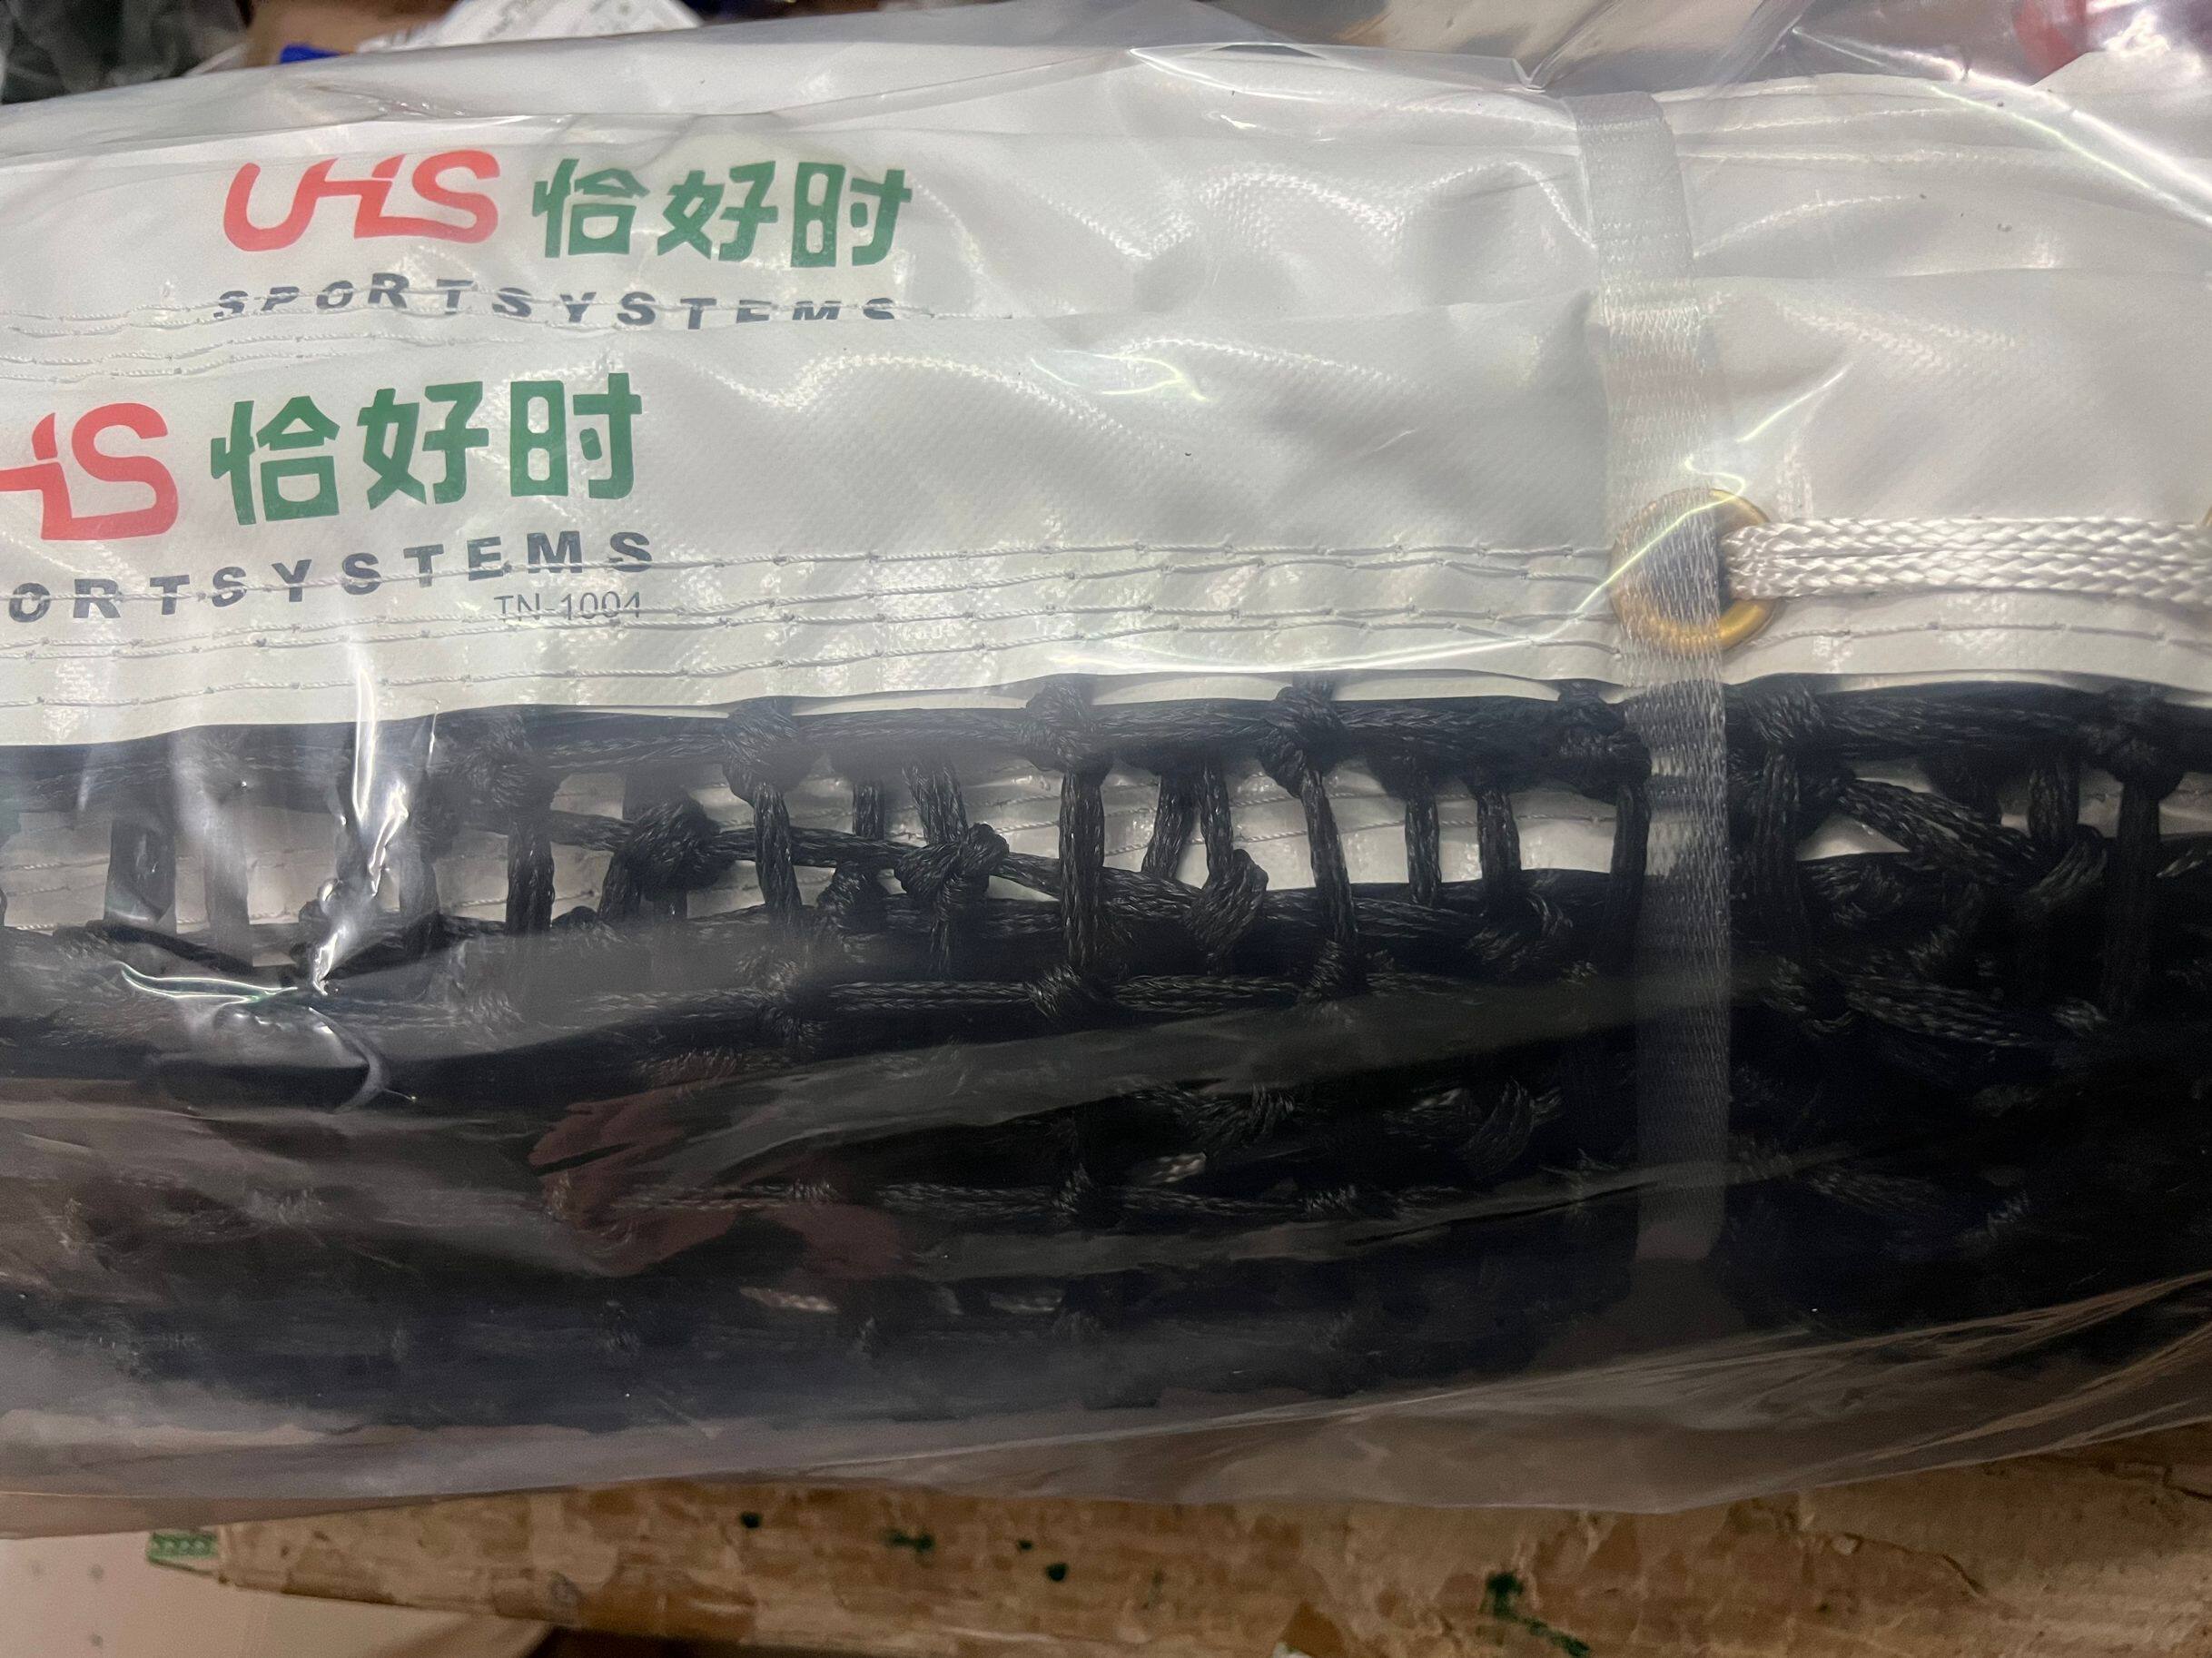 UHS 恰好时
SPORTSYSTEMS
HS 恰好时
ORTSYSTEMS
TN-1004